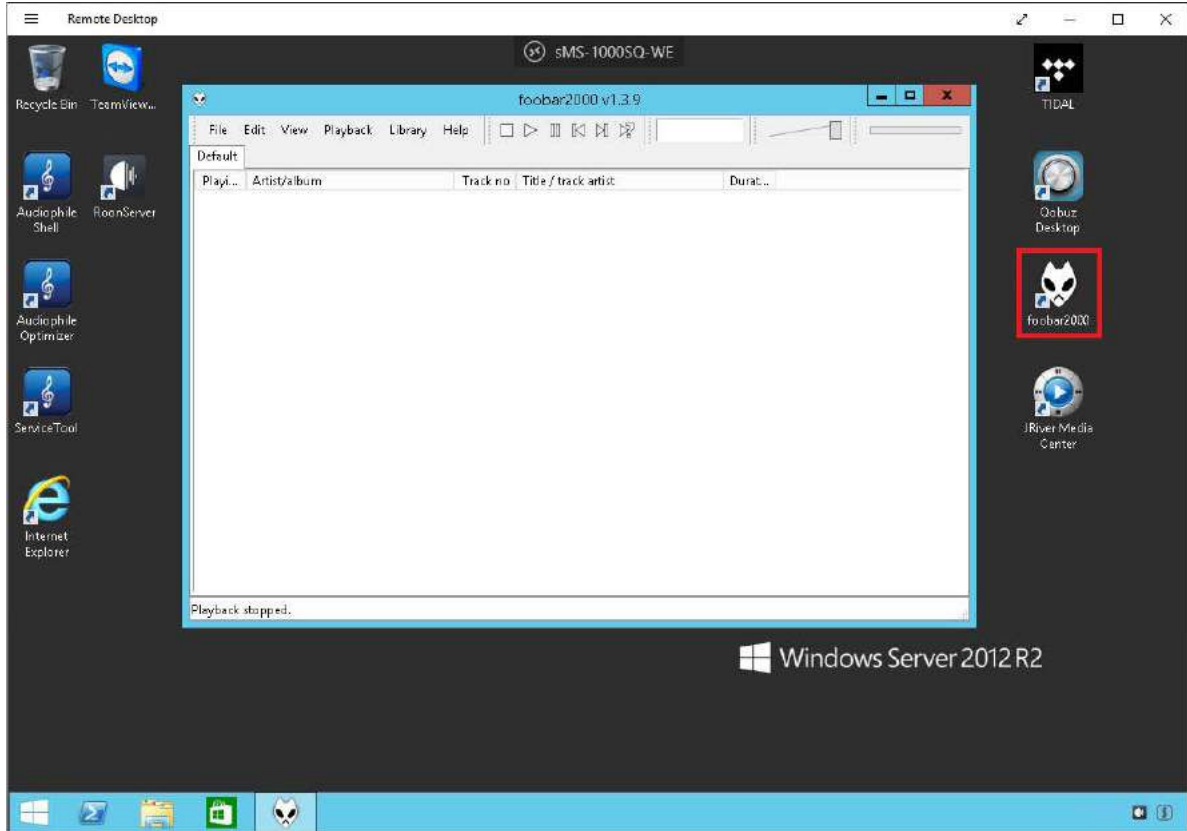 Remote Desktop
sMS-1000SQ-WE
Recycle Bin
TeamView...
foobar2000 v1.3.9
TIDAL
File Edit View Playback Library Help
Default
Playi... Artist/album Track no Title / track artist Durat...
Audiophile
Shell
RoonServer
Qobuz
Desktop
foobar2000
Audiophile
Optimizer
ServiceTool
JRiver Media
Center
Internet
Explorer
Playback stopped.
Windows Server 2012 R2